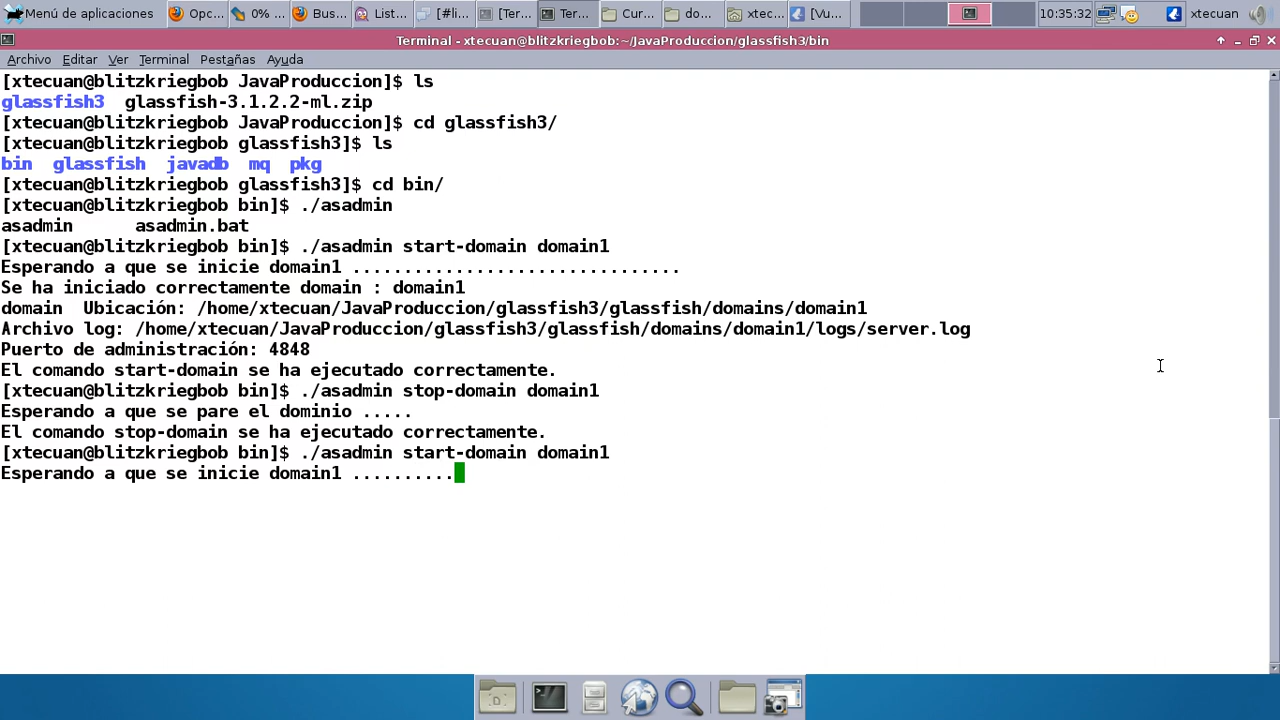 Menú de aplicaciones
Opc...
0% ...
Bus...
List...
[#li...
[Ter...
Ter...
Cur...
do...
xtec...
[Vu...
10:35:32
xtecuan
Terminal - xtecuan@blitzkriegbob:~/JavaProduccion/glassfish3/bin
Archivo Editar Ver Terminal Pestañas Ayuda
[xtecuan@blitzkriegbob JavaProduccion]$ ls
glassfish3 glassfish-3.1.2.2-ml.zip
[xtecuan@blitzkriegbob JavaProduccion]$ cd glassfish3/
[xtecuan@blitzkriegbob glassfish3]$ ls
bin glassfish javadb mq pkg
[xtecuan@blitzkriegbob glassfish3]$ cd bin/
[xtecuan@blitzkriegbob bin]$ ./asadmin
asadmin asadmin.bat
[xtecuan@blitzkriegbob bin]$ ./asadmin start-domain domain1
Esperando a que se inicie domain1 ................................
Se ha iniciado correctamente domain : domain1
domain Ubicación: /home/xtecuan/JavaProduccion/glassfish3/glassfish/domains/domain1
Archivo log: /home/xtecuan/JavaProduccion/glassfish3/glassfish/domains/domain1/logs/server.log
Puerto de administración: 4848
El comando start-domain se ha ejecutado correctamente.
[xtecuan@blitzkriegbob bin]$ ./asadmin stop-domain domain1
Esperando a que se pare el dominio .....
El comando stop-domain se ha ejecutado correctamente.
[xtecuan@blitzkriegbob bin]$ ./asadmin start-domain domain1
Esperando a que se inicie domain1 ..........